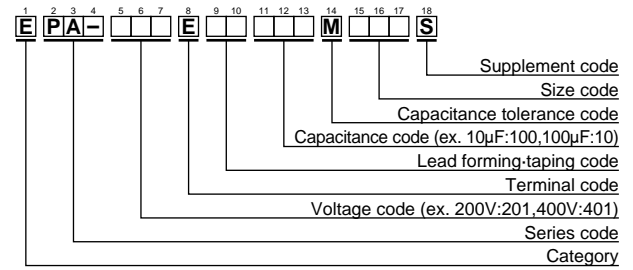 1 2 3 4 5 6 7 8 9 10 11 12 13 14 15 16 17 18
E P A – E M S
Supplement code
Size code
Capacitance tolerance code
Capacitance code (ex. 10μF:100,100μF:10)
Lead forming·taping code
Terminal code
Voltage code (ex. 200V:201,400V:401)
Series code
Category